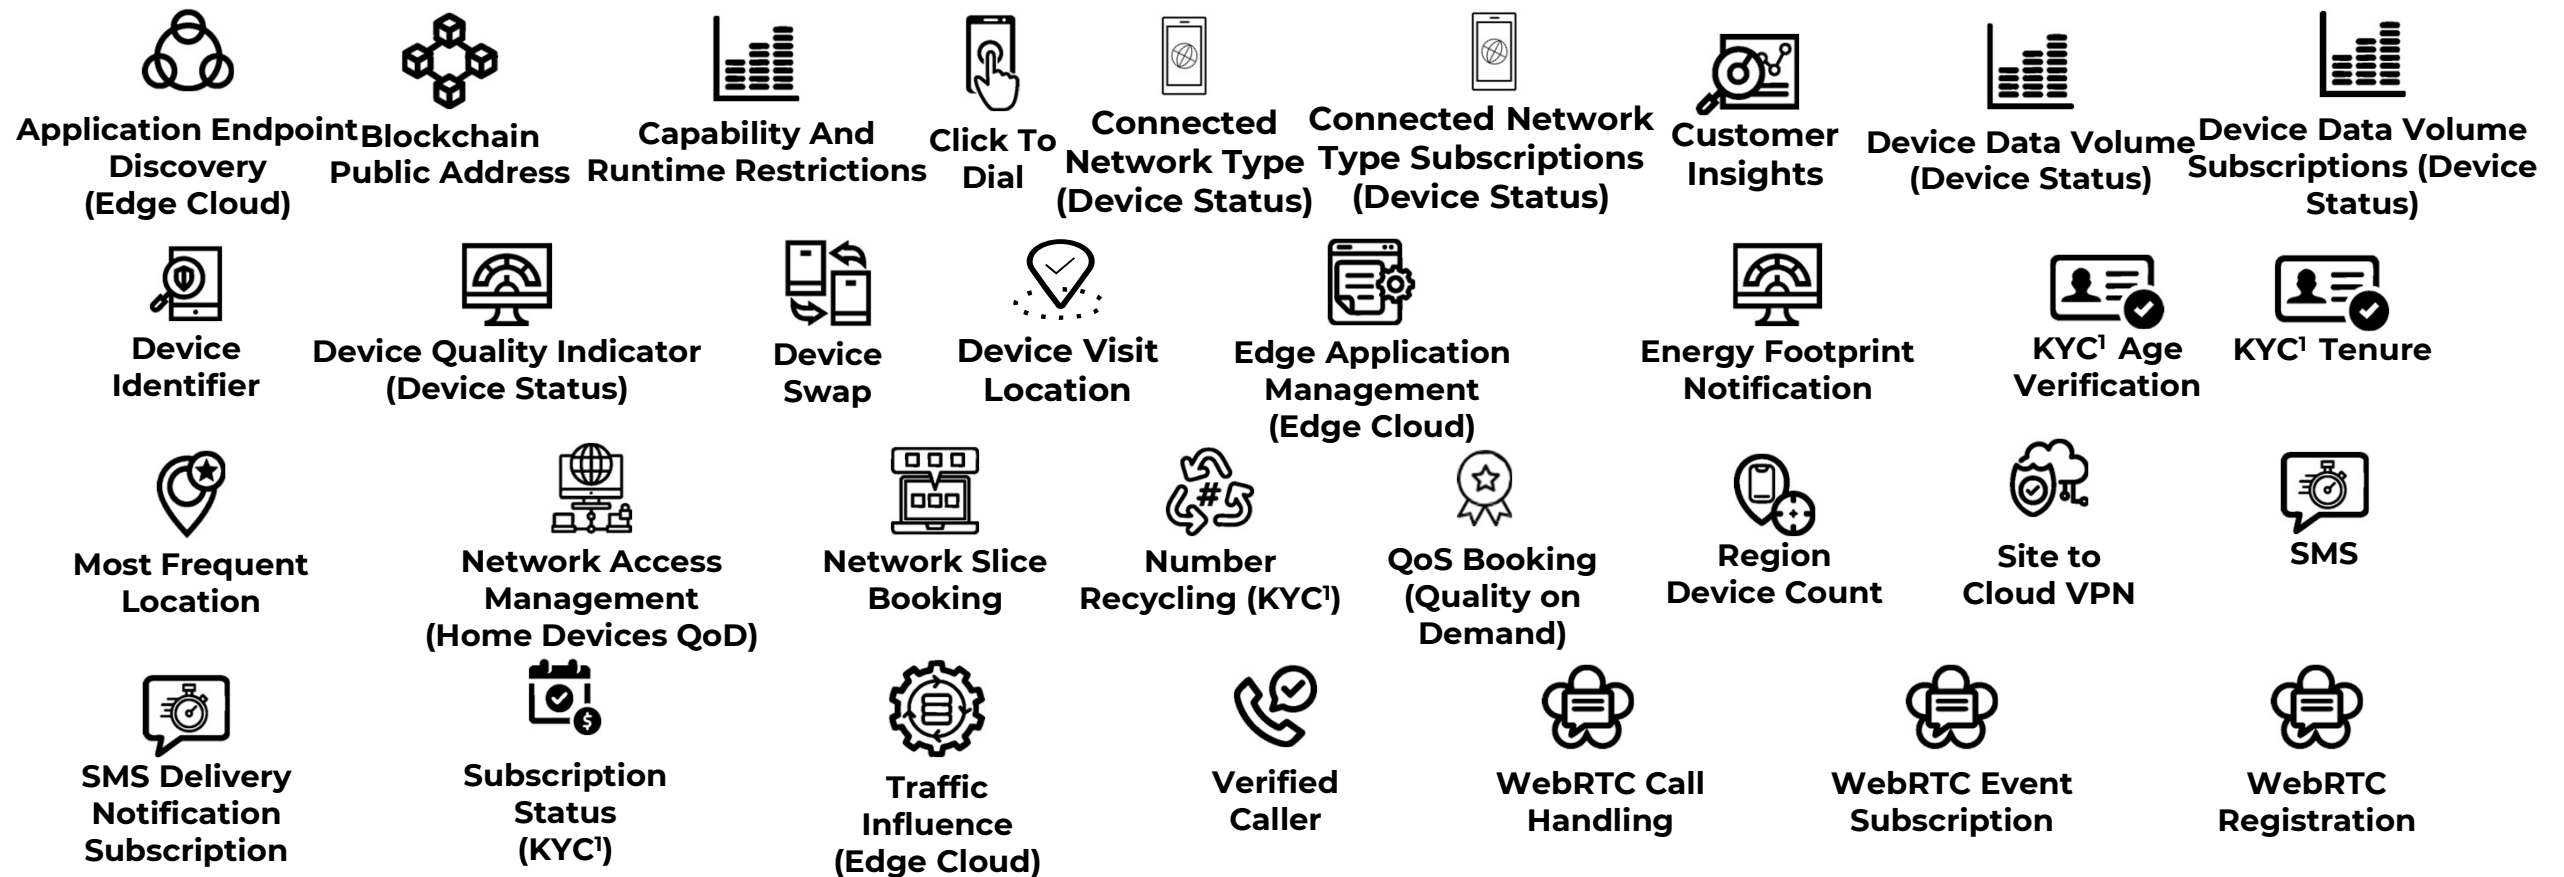 Application Endpoint
Discovery
(Edge Cloud)
Blockchain
Public Address
Capability And
Runtime Restrictions
Click To
Dial
Connected
Network Type
(Device Status)
Connected Network
Type Subscriptions
(Device Status)
Customer
Insights
Device Data Volume
(Device Status)
Device Data Volume
Subscriptions (Device
Status)
Device
Identifier
Device Quality Indicator
(Device Status)
Device
Swap
Device Visit
Location
Edge Application
Management
(Edge Cloud)
Energy Footprint
Notification
KYC¹ Age
Verification
KYC¹ Tenure
Most Frequent
Location
Network Access
Management
(Home Devices QoD)
Network Slice
Booking
#
Number
Recycling (KYC¹)
QoS Booking
(Quality on
Demand)
Region
Device Count
Site to
Cloud VPN
SMS
SMS Delivery
Notification
Subscription
$
Subscription
Status
(KYC¹)
Traffic
Influence
(Edge Cloud)
Verified
Caller
WebRTC Call
Handling
WebRTC Event
Subscription
WebRTC
Registration